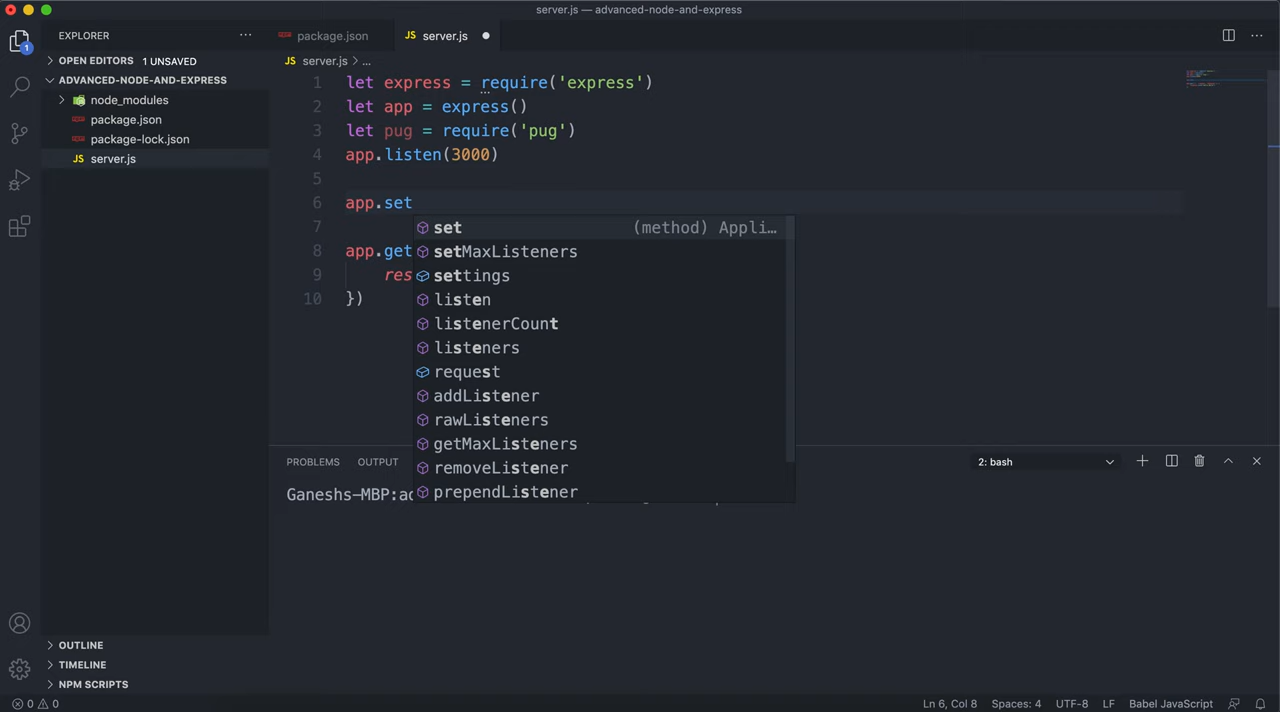 server.js — advanced-node-and-express
EXPLORER
package.json
JS server.js
1
OPEN EDITORS 1 UNSAVED
JS server.js > ...
ADVANCED-NODE-AND-EXPRESS
node_modules
package.json
package-lock.json
JS server.js
1 let express = require('express')
2 let app = express()
3 let pug = require('pug')
4 app.listen(3000)
5
6 app.set
7
8 app.get
9 res
10 })
set (method) Appli…
setMaxListeners
settings
listen
listenerCount
listeners
request
addListener
rawListeners
getMaxListeners
removeListener
prependListener
PROBLEMS OUTPUT
2: bash
Ganeshs-MBP:ad
OUTLINE
TIMELINE
NPM SCRIPTS
0 0
Ln 6, Col 8 Spaces: 4 UTF-8 LF Babel JavaScript